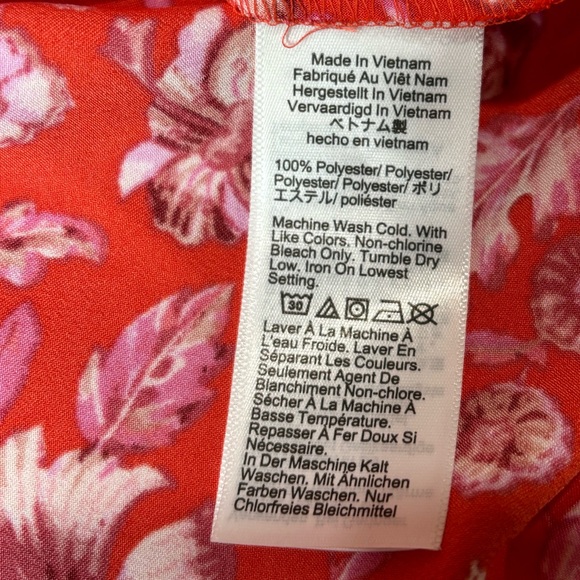 Made In Vietnam
Fabriqué Au Viêt Nam
Hergestellt In Vietnam
Vervaardigd In Vietnam
ベトナム製
hecho en vietnam
100% Polyester/ Polyester/
Polyester/ Polyester/ ポリ
エステル/ poliéster
Machine Wash Cold. With
Like Colors. Non-chlorine
Bleach Only. Tumble Dry
Low. Iron On Lowest
Setting.
30
Laver À La Machine À
L'eau Froide. Laver En
Séparant Les Couleurs.
Seulement Agent De
Blanchiment Non-chlore.
Sécher À La Machine À
Basse Température.
Repasser À Fer Doux Si
Nécessaire.
In Der Maschine Kalt
Waschen. Mit Ähnlichen
Farben Waschen. Nur
Chlorfreies Bleichmittel